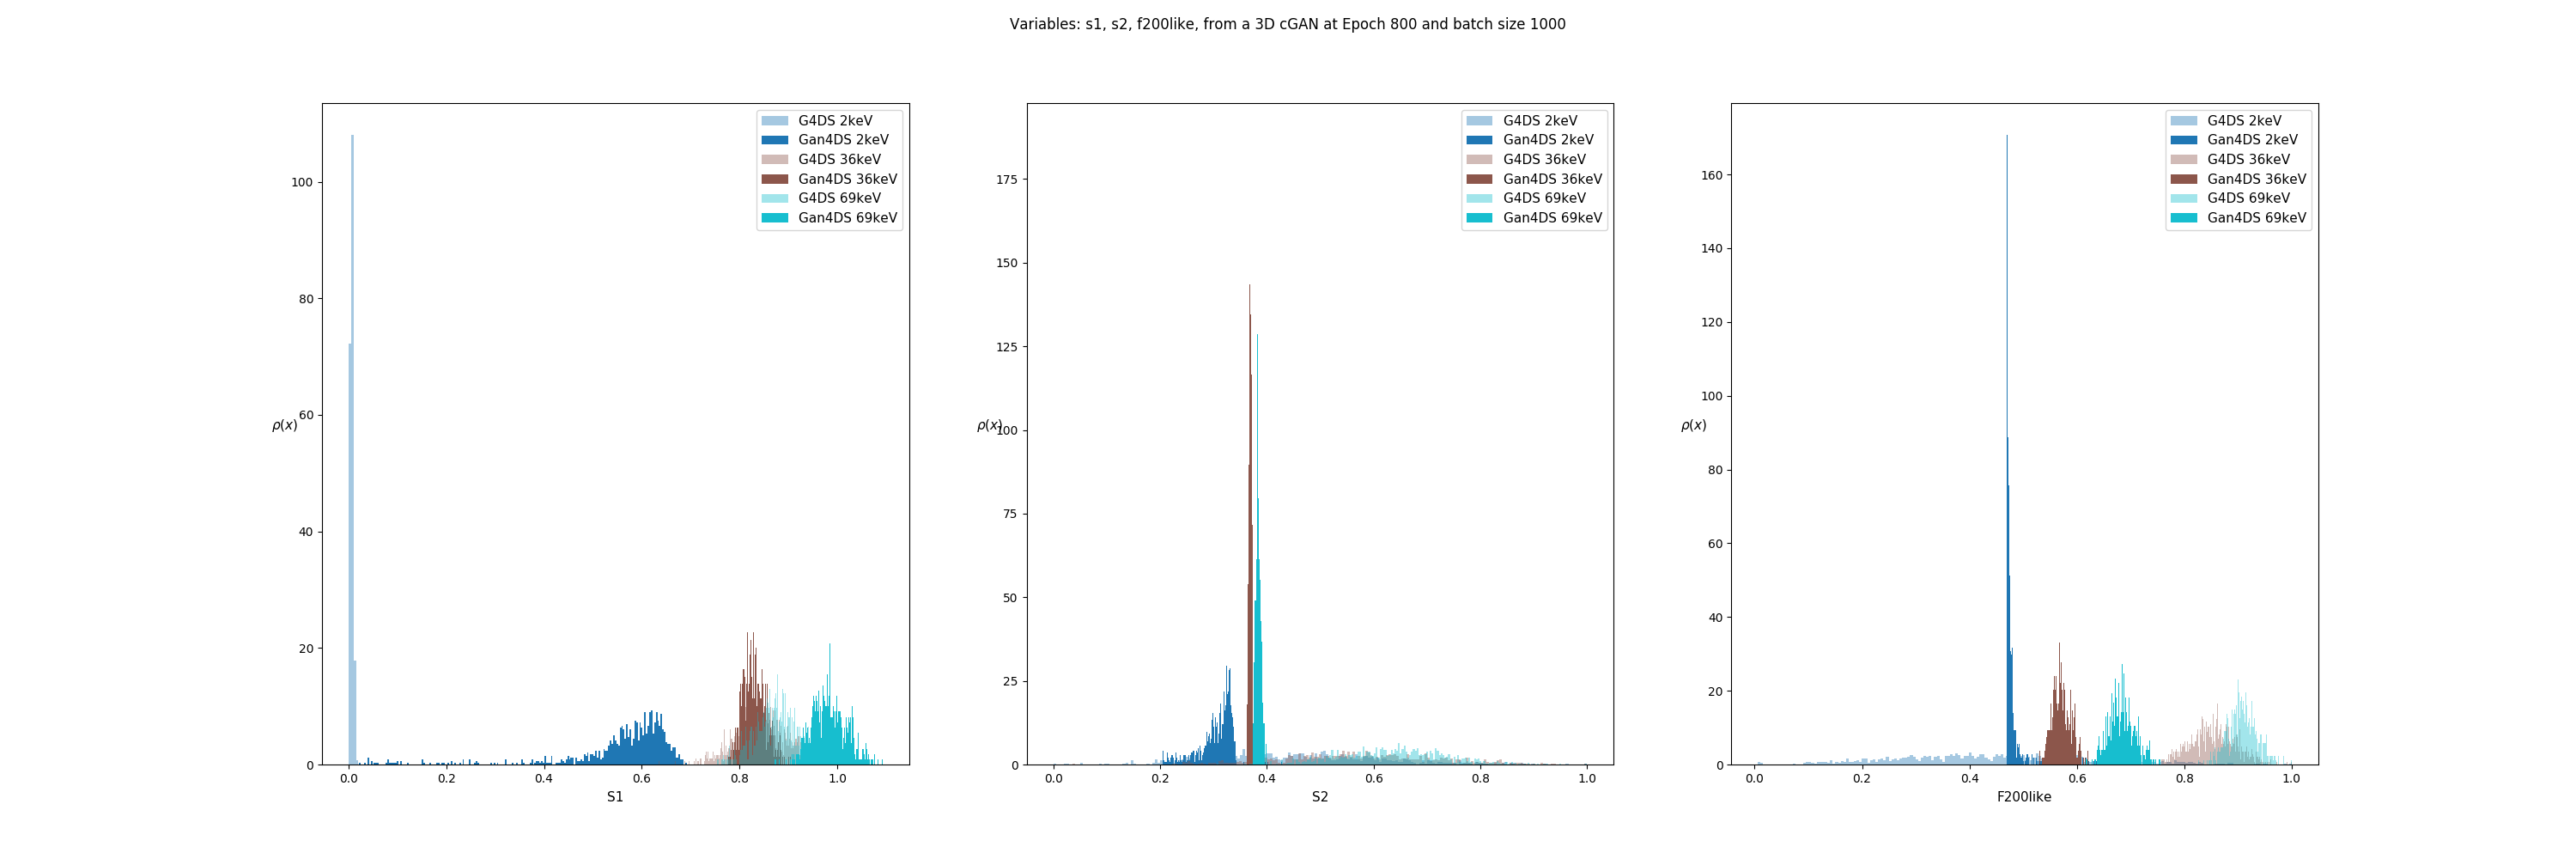 Variables: s1, s2, f200like, from a 3D cGAN at Epoch 800 and batch size 1000
G4DS 2keV
Gan4DS 2keV
G4DS 36keV
Gan4DS 36keV
G4DS 69keV
Gan4DS 69keV
100
80
60
40
20
0
ρ(x)
0.0 0.2 0.4 0.6 0.8 1.0
S1
G4DS 2keV
Gan4DS 2keV
G4DS 36keV
Gan4DS 36keV
G4DS 69keV
Gan4DS 69keV
175
150
125
100
75
50
25
0
ρ(x)
0.0 0.2 0.4 0.6 0.8 1.0
S2
G4DS 2keV
Gan4DS 2keV
G4DS 36keV
Gan4DS 36keV
G4DS 69keV
Gan4DS 69keV
160
140
120
100
80
60
40
20
0
ρ(x)
0.0 0.2 0.4 0.6 0.8 1.0
F200like